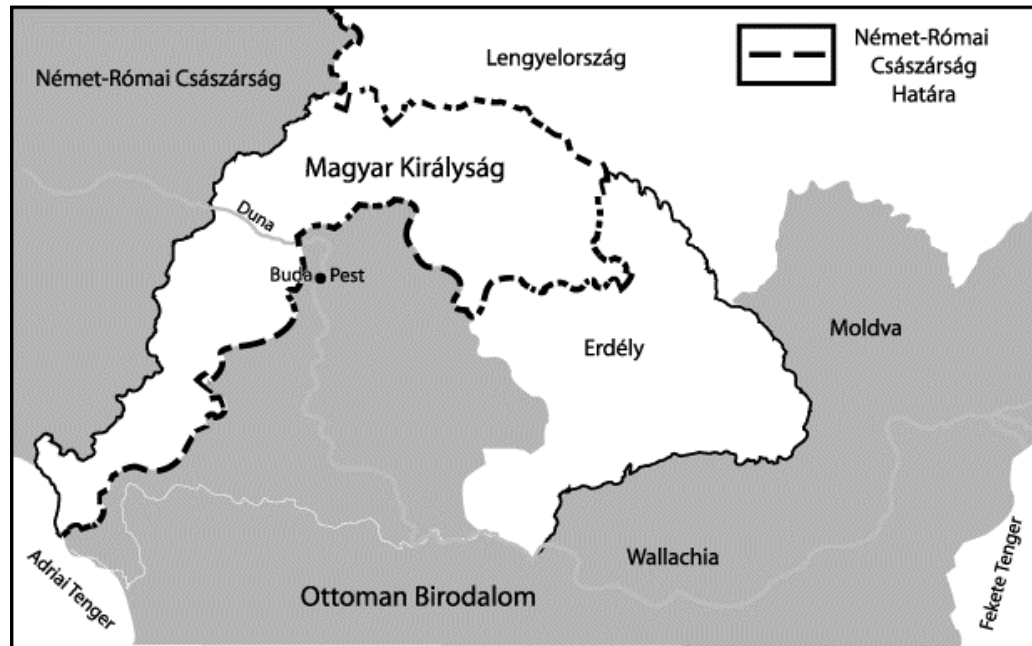 Német-Római Császárság
Lengyelország
Német-Római
Császárság
Határa
Magyar Királyság
Duna
Buda
Pest
Erdély
Moldva
Wallachia
Ottoman Birodalom
Adriai Tenger
Fekete Tenger